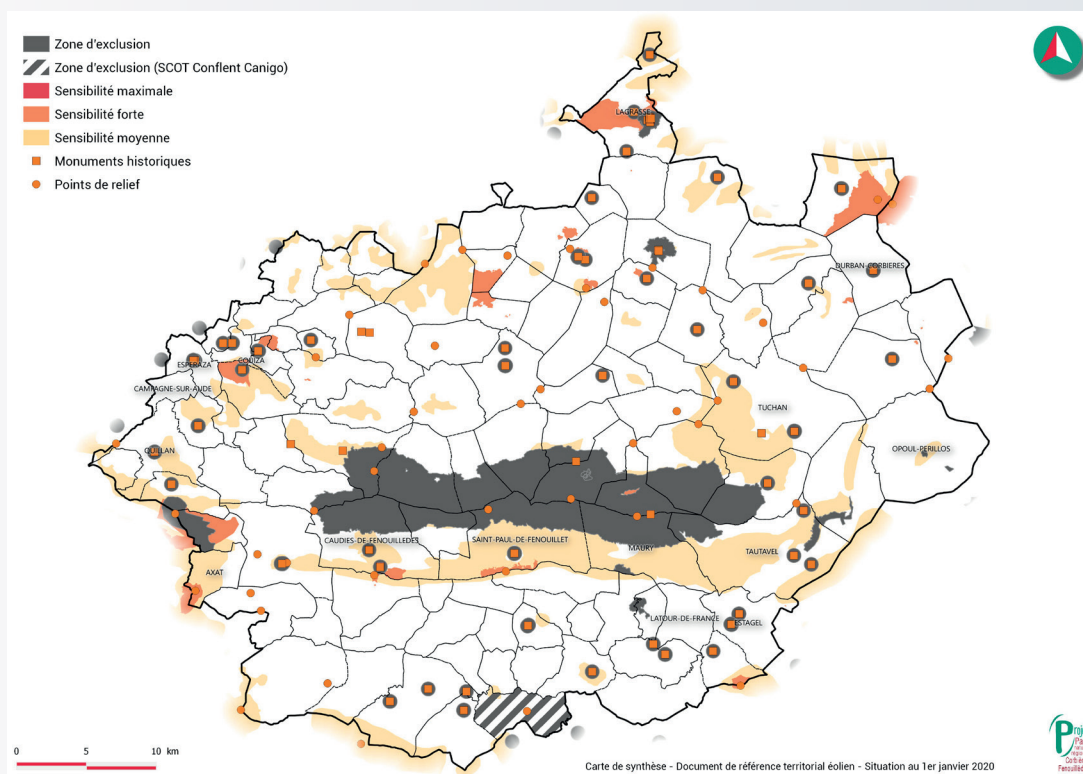 Zone d'exclusion
Zone d'exclusion (SCOT Conflent Canigo)
Sensibilité maximale
Sensibilité forte
Sensibilité moyenne
Monuments historiques
Points de relief
LAGRASSE
DURBAN-CORBIERES
COUIZA
ESPERAZA
CAMPAGNE-SUR-AUDE
TUCHAN
QUILLAN
OPOUL-PERILLOS
CAUDIES-DE-FENOUILLEDES
SAINT-PAUL-DE-FENOUILLET
MAURY
TAUTAVEL
AXAT
LATOUR-DE-FRANCE
ESTAGEL
0 5 10 km
Carte de synthèse - Document de référence territorial éolien - Situation au 1er janvier 2020
Proje